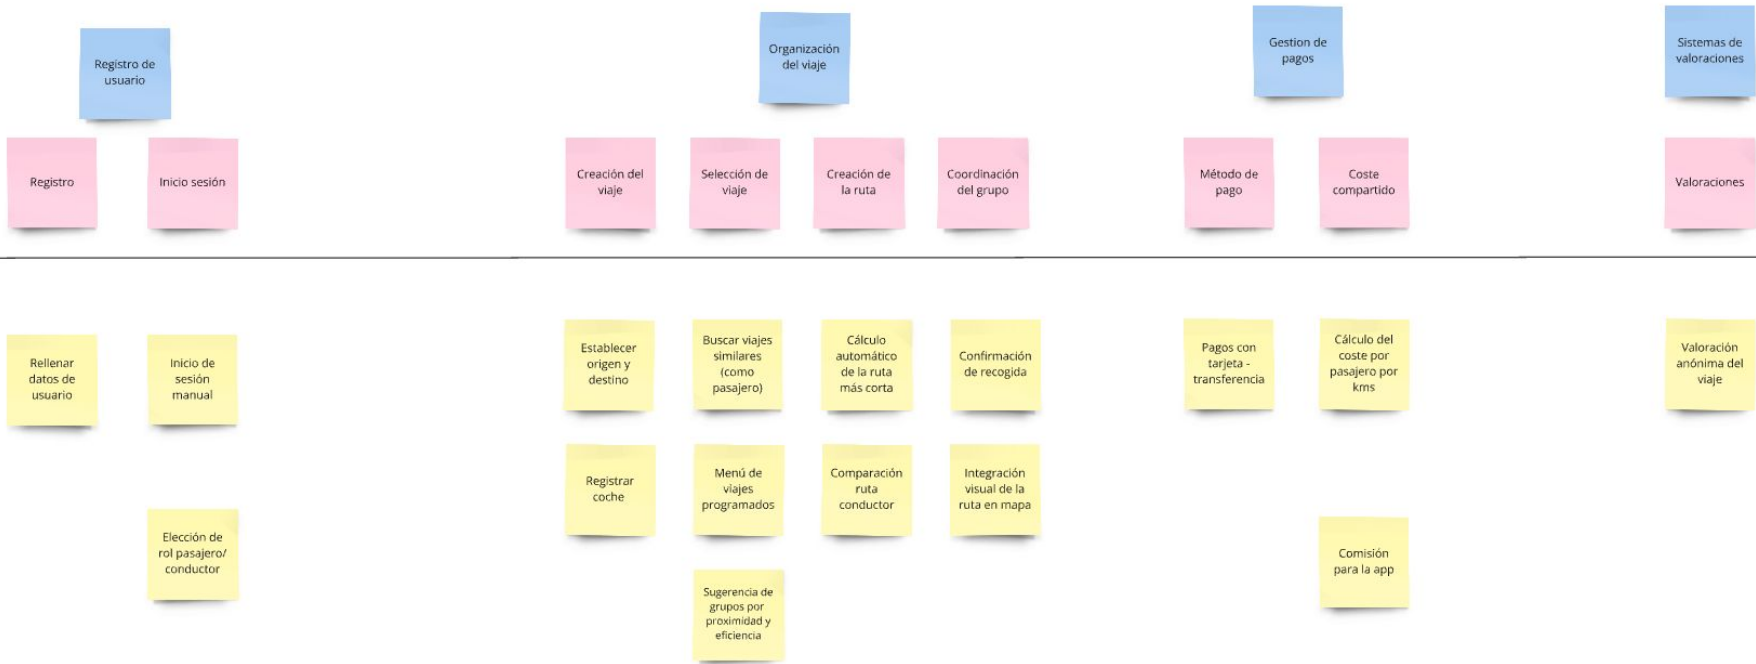 Registro de
usuario
Organización
del viaje
Gestion de
pagos
Sistemas de
valoraciones
Registro
Inicio sesión
Creación del
viaje
Selección de
viaje
Creación de
la ruta
Coordinación
del grupo
Método de
pago
Coste
compartido
Valoraciones
Rellenar
datos de
usuario
Inicio de
sesión
manual
Establecer
origen y
destino
Buscar viajes
similares
(como
pasajero)
Cálculo
automático
de la ruta
más corta
Confirmación
de recogida
Pagos con
tarjeta -
transferencia
Cálculo del
coste por
pasajero por
kms
Valoración
anónima del
viaje
Registrar
coche
Menú de
viajes
programados
Comparación
ruta
conductor
Integración
visual de la
ruta en mapa
Elección de
rol pasajero/
conductor
Comisión
para la app
Sugerencia de
grupos por
proximidad y
eficiencia